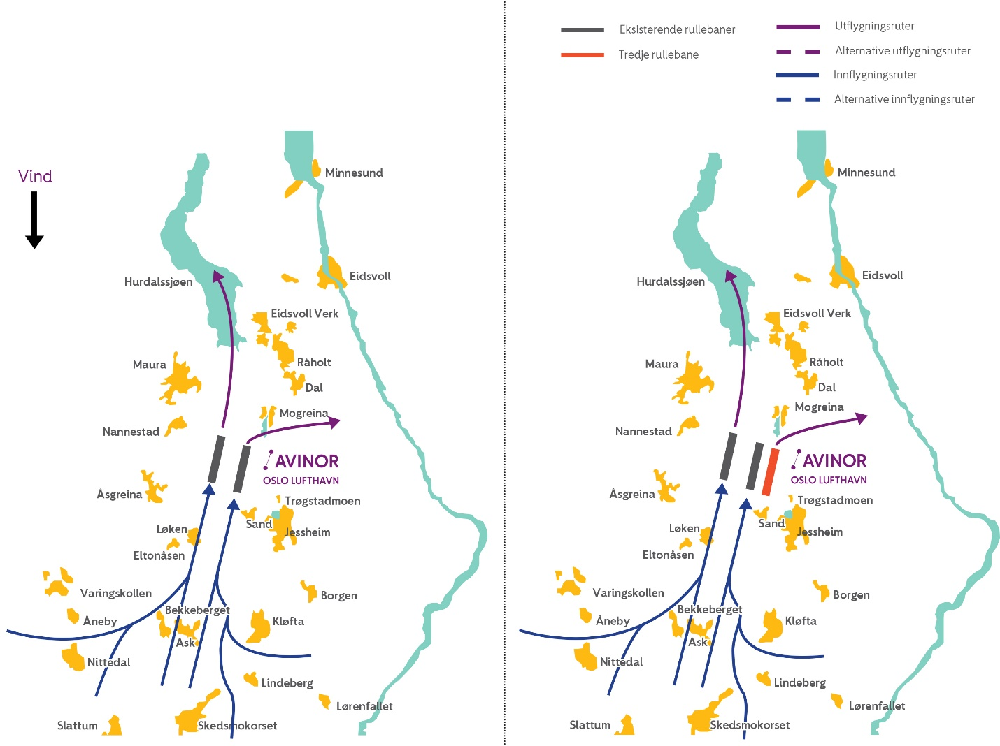 Vind
Minnesund
Hurdalssjøen
Eidsvoll
Eidsvoll Verk
Maura
Råholt
Dal
Mogreina
Nannestad
AVINOR
OSLO LUFTHAVN
Åsgreina
Trøgstadmoen
Sand
Løken
Jessheim
Eltonåsen
Varingskollen
Borgen
Bekkeberget
Åneby
Kløfta
Ask
Nittedal
Lindeberg
Lørenfallet
Slattum
Skedsmokorset
Eksisterende rullebaner
Tredje rullebane
Utflygningsruter
Alternative utflygningsruter
Innflygningsruter
Alternative innflygningsruter
Minnesund
Hurdalssjøen
Eidsvoll
Eidsvoll Verk
Maura
Råholt
Dal
Mogreina
Nannestad
AVINOR
OSLO LUFTHAVN
Åsgreina
Trøgstadmoen
Sand
Løken
Jessheim
Eltonåsen
Varingskollen
Borgen
Bekkeberget
Åneby
Kløfta
Ask
Nittedal
Lindeberg
Lørenfallet
Slattum
Skedsmokorset